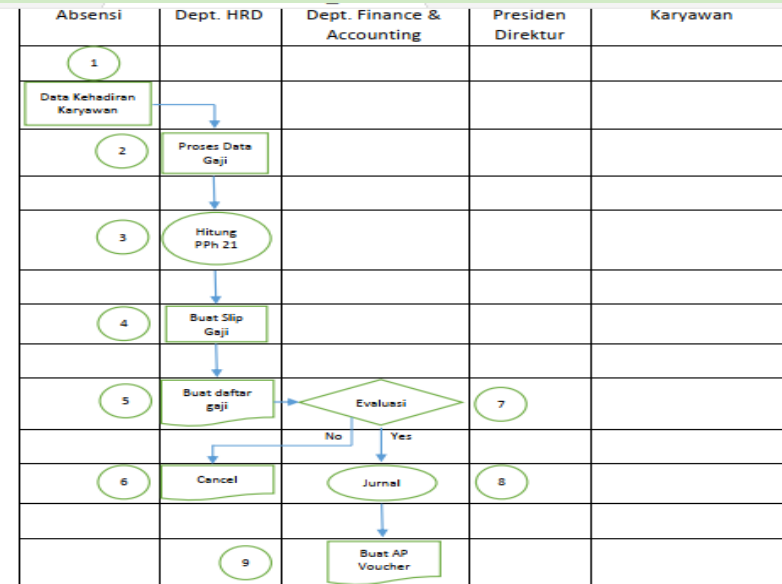 Absensi
Dept. HRD
Dept. Finance &
Accounting
Presiden
Direktur
Karyawan
1
Data Kehadiran
Karyawan
2
Proses Data
Gaji
3
Hitung
PPh 21
4
Buat Slip
Gaji
5
Buat daftar
gaji
Evaluasi
7
No
Yes
6
Cancel
Jurnal
8
9
Buat AP
Voucher